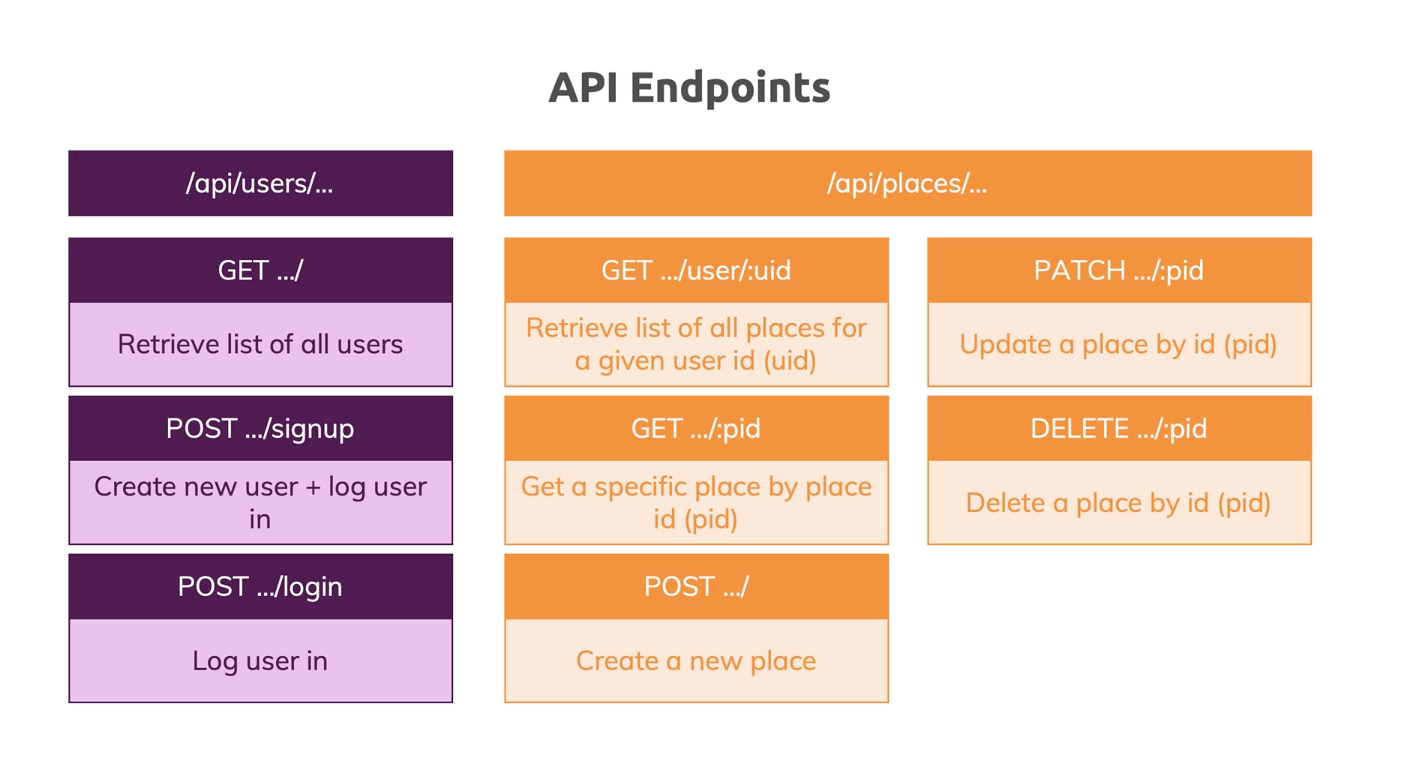 API Endpoints
/api/users/...
GET .../
Retrieve list of all users
POST .../signup
Create new user + log user
in
POST .../login
Log user in
/api/places/...
GET .../user/:uid
Retrieve list of all places for
a given user id (uid)
GET .../:pid
Get a specific place by place
id (pid)
POST .../
Create a new place
PATCH .../:pid
Update a place by id (pid)
DELETE .../:pid
Delete a place by id (pid)